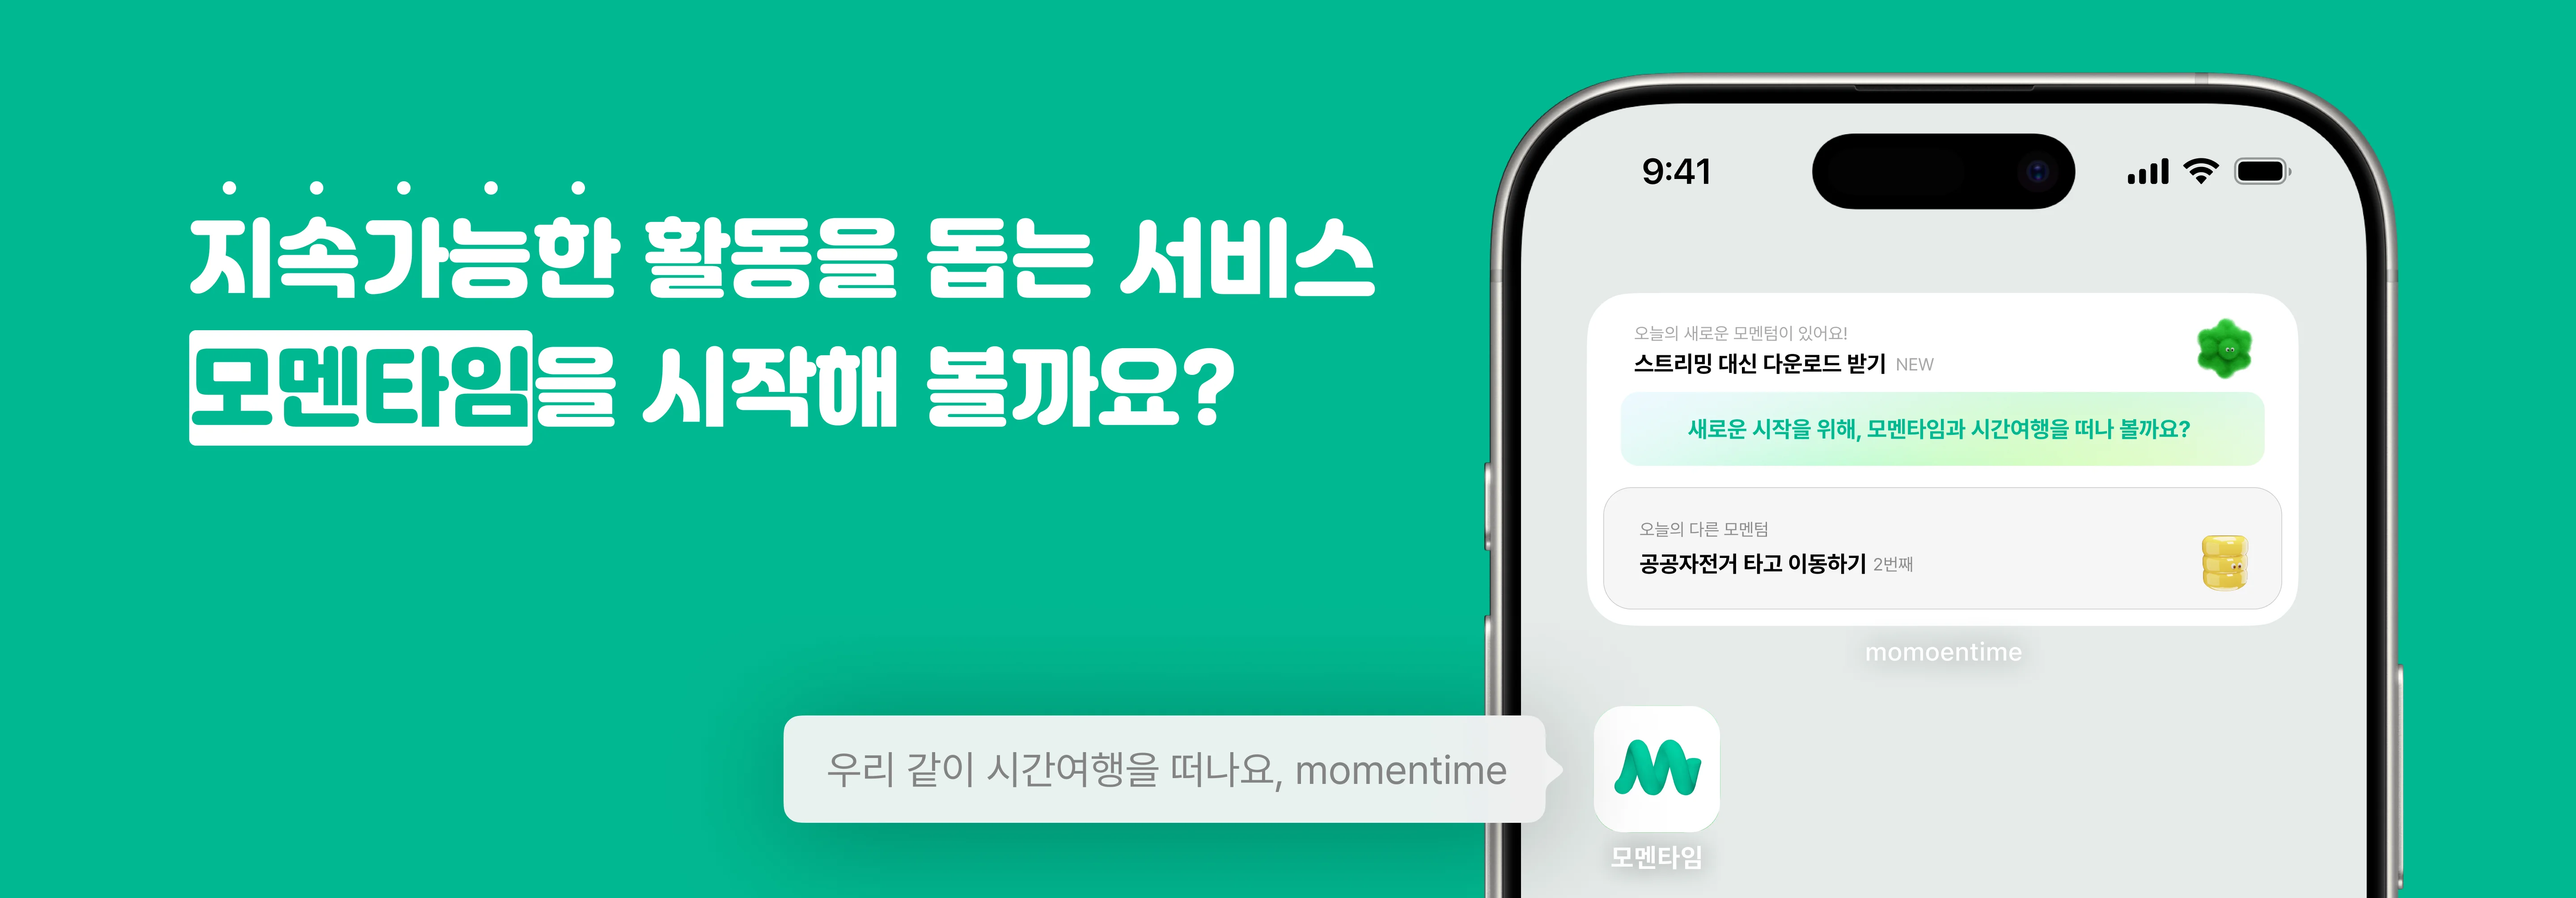 지속가능한 활동을 돕는 서비스
모멘타임을 시작해 볼까요?
9:41
오늘의 새로운 모멘텀이 있어요!
스트리밍 대신 다운로드 받기 NEW
새로운 시작을 위해, 모멘타임과 시간여행을 떠나 볼까요?
오늘의 다른 모멘텀
공공자전거 타고 이동하기 2번째
momoentime
우리 같이 시간여행을 떠나요, momentime
모멘타임